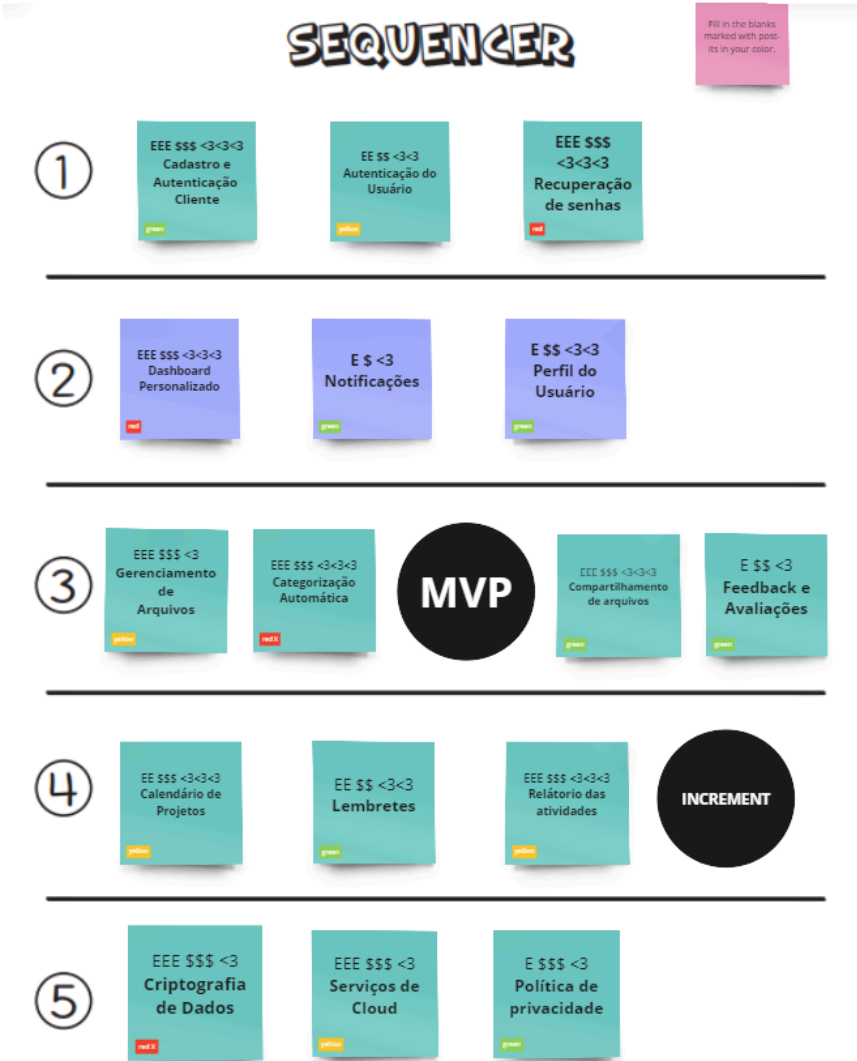 SEQUENCER
Fill in the blanks
marked with post-
its in your color.
1
EEE $$$ <3<3<3
Cadastro e
Autenticação
Cliente
green
EE $$ <3<3
Autenticação do
Usuário
yellow
EEE $$$
<3<3<3
Recuperação
de senhas
red
2
EEE $$$ <3<3<3
Dashboard
Personalizado
red
E $ <3
Notificações
green
E $$ <3<3
Perfil do
Usuário
green
3
EEE $$$ <3
Gerenciamento
de
Arquivos
yellow
EEE $$$ <3<3<3
Categorização
Automática
red X
MVP
EEE $$$ <3<3<3
Compartilhamento
de arquivos
green
E $$ <3
Feedback e
Avaliações
green
4
EE $$$ <3<3<3
Calendário de
Projetos
yellow
EE $$ <3<3
Lembretes
green
EEE $$$ <3<3<3
Relátorio das
atividades
yellow
INCREMENT
5
EEE $$$ <3
Criptografia
de Dados
red X
EEE $$$ <3
Serviços de
Cloud
yellow
E $$$ <3
Política de
privacidade
green